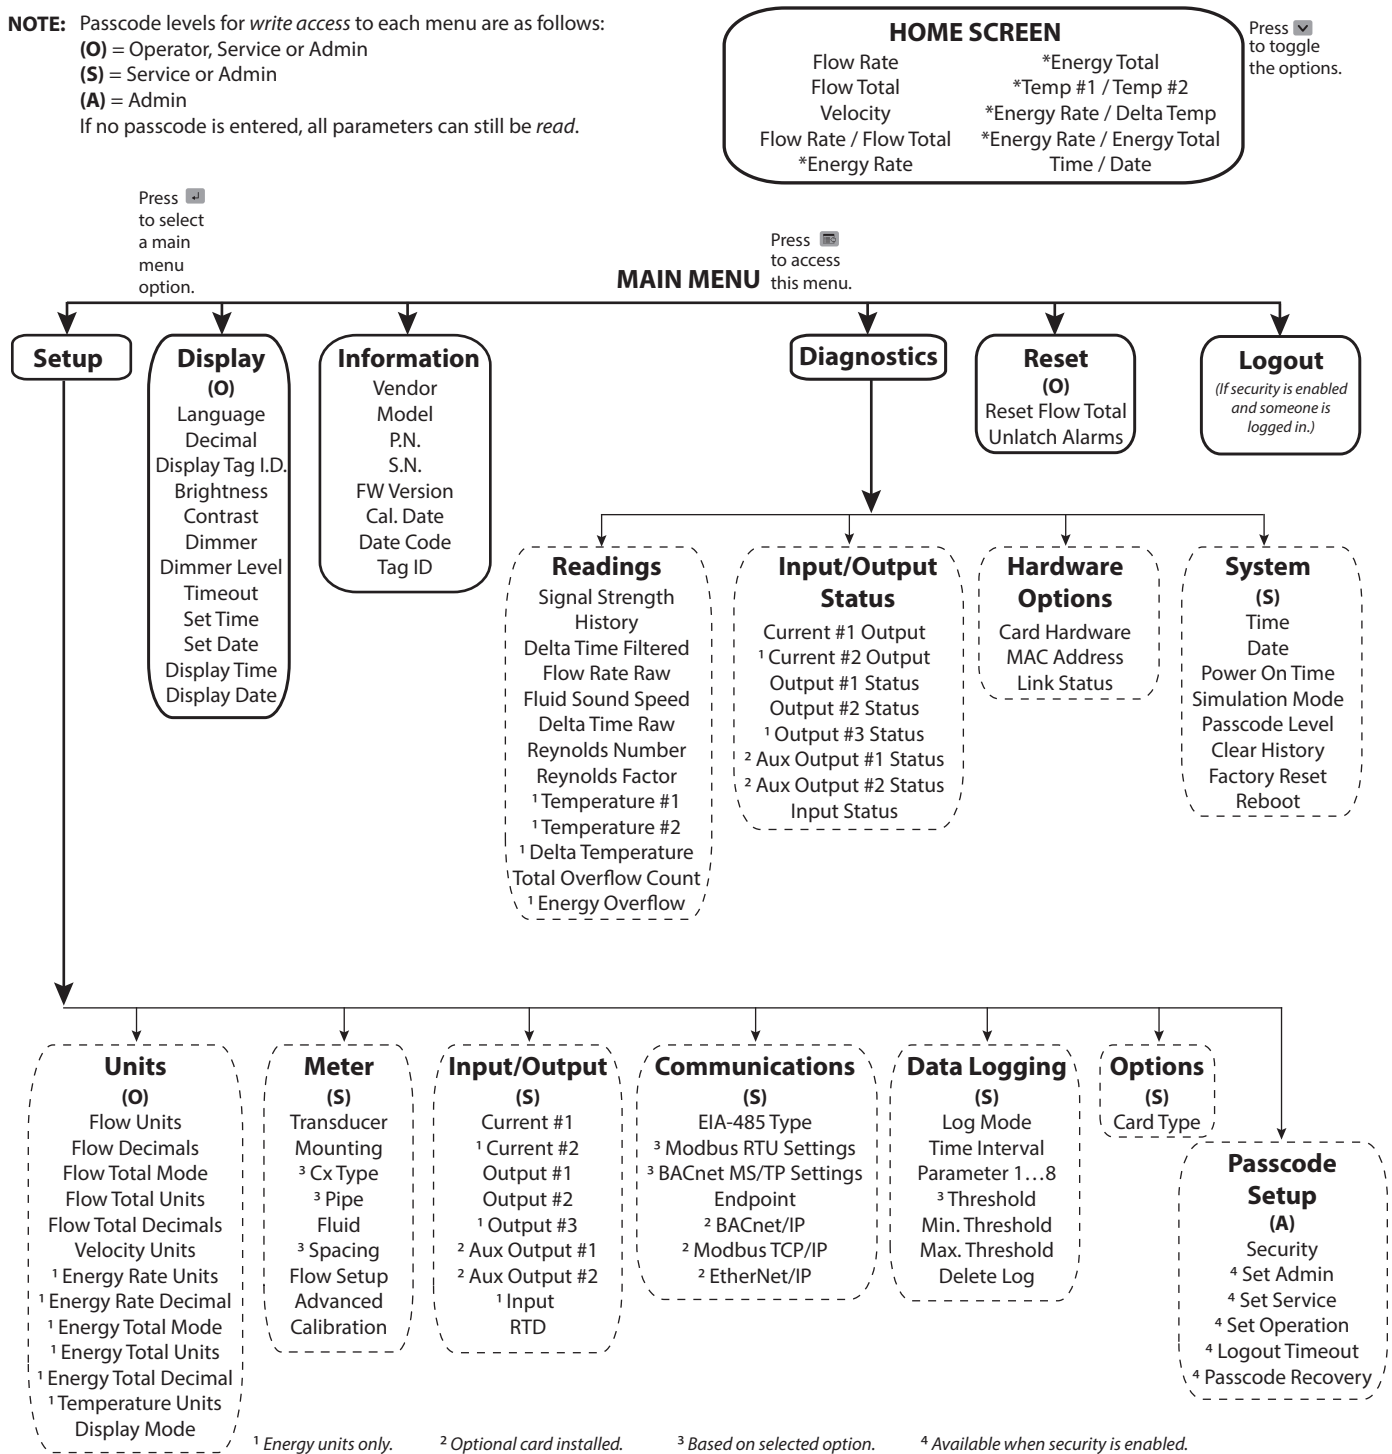 NOTE: Passcode levels for write access to each menu are as follows:
(O) = Operator, Service or Admin
(S) = Service or Admin
(A) = Admin
If no passcode is entered, all parameters can still be read.
HOME SCREEN
Flow Rate
Flow Total
Velocity
Flow Rate / Flow Total
*Energy Rate
*Energy Total
*Temp #1 / Temp #2
*Energy Rate / Delta Temp
*Energy Rate / Energy Total
Time / Date
Press
to toggle
the options.
Press
to select
a main
menu
option.
MAIN MENU
Press
to access
this menu.
Setup
Display
(O)
Language
Decimal
Display Tag I.D.
Brightness
Contrast
Dimmer
Dimmer Level
Timeout
Set Time
Set Date
Display Time
Display Date
Information
Vendor
Model
P.N.
S.N.
FW Version
Cal. Date
Date Code
Tag ID
Diagnostics
Reset
(O)
Reset Flow Total
Unlatch Alarms
Logout
(If security is enabled
and someone is
logged in.)
Readings
Signal Strength
History
Delta Time Filtered
Flow Rate Raw
Fluid Sound Speed
Delta Time Raw
Reynolds Number
Reynolds Factor
¹ Temperature #1
¹ Temperature #2
¹ Delta Temperature
Total Overflow Count
¹ Energy Overflow
Input/Output
Status
Current #1 Output
¹ Current #2 Output
Output #1 Status
Output #2 Status
¹ Output #3 Status
² Aux Output #1 Status
² Aux Output #2 Status
Input Status
Hardware
Options
Card Hardware
MAC Address
Link Status
System
(S)
Time
Date
Power On Time
Simulation Mode
Passcode Level
Clear History
Factory Reset
Reboot
Units
(O)
Flow Units
Flow Decimals
Flow Total Mode
Flow Total Units
Flow Total Decimals
Velocity Units
¹ Energy Rate Units
¹ Energy Rate Decimal
¹ Energy Total Mode
¹ Energy Total Units
¹ Energy Total Decimal
¹ Temperature Units
Display Mode
Meter
(S)
Transducer
Mounting
³ Cx Type
³ Pipe
Fluid
³ Spacing
Flow Setup
Advanced
Calibration
Input/Output
(S)
Current #1
¹ Current #2
Output #1
Output #2
¹ Output #3
² Aux Output #1
² Aux Output #2
¹ Input
RTD
Communications
(S)
EIA-485 Type
³ Modbus RTU Settings
³ BACnet MS/TP Settings
Endpoint
² BACnet/IP
² Modbus TCP/IP
² EtherNet/IP
Data Logging
(S)
Log Mode
Time Interval
Parameter 1…8
³ Threshold
Min. Threshold
Max. Threshold
Delete Log
Options
(S)
Card Type
Passcode
Setup
(A)
Security
⁴ Set Admin
⁴ Set Service
⁴ Set Operation
⁴ Logout Timeout
⁴ Passcode Recovery
¹ Energy units only. ² Optional card installed. ³ Based on selected option. ⁴ Available when security is enabled.